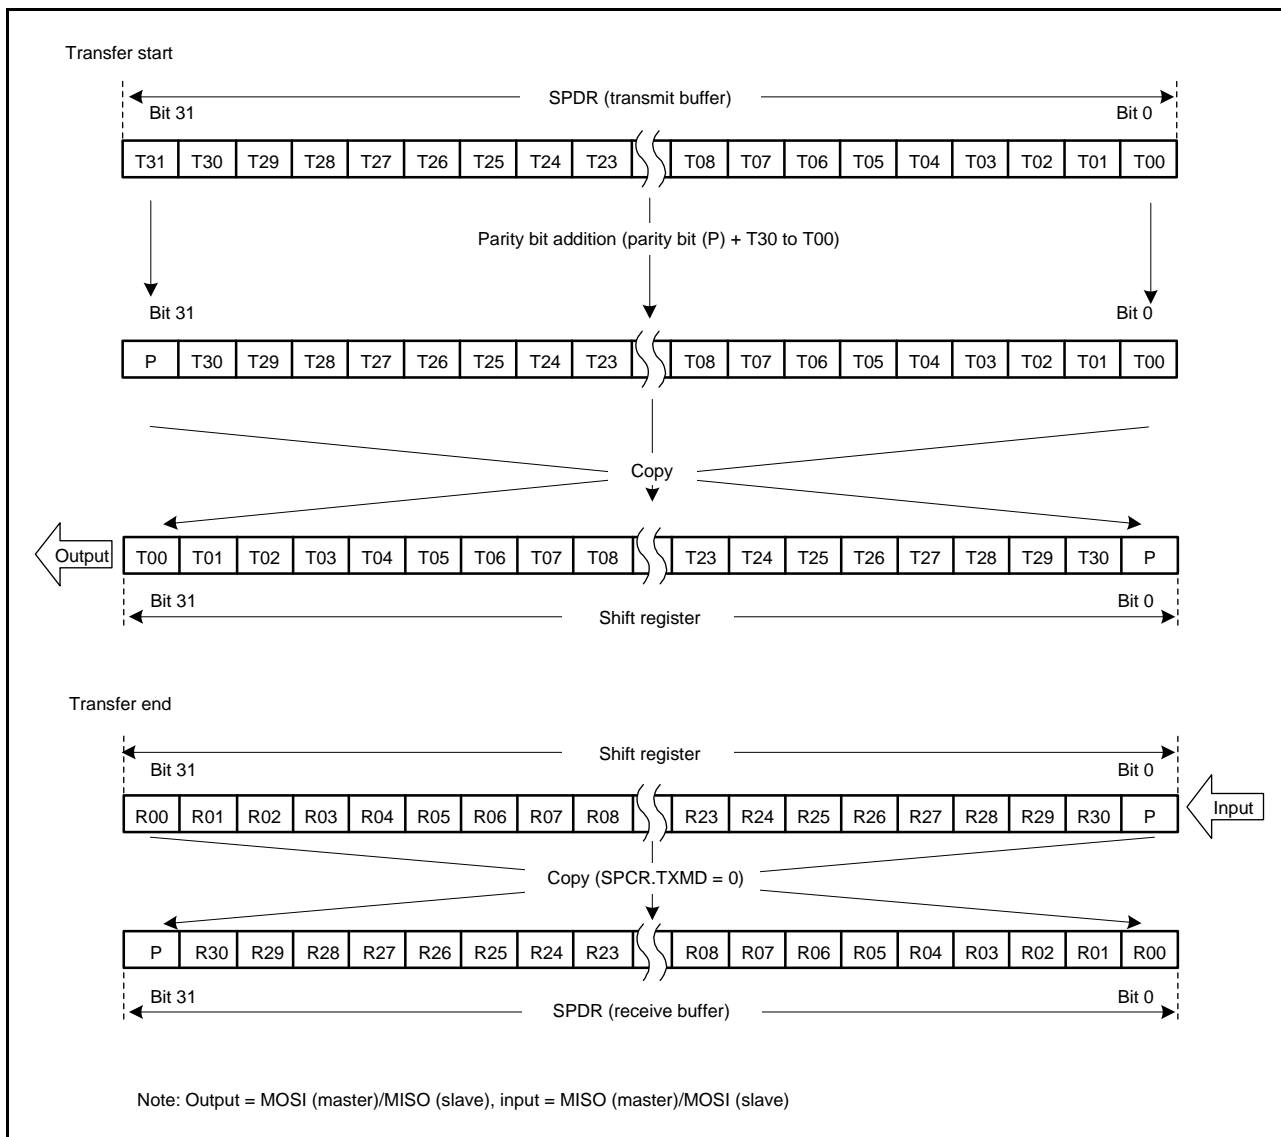 Transfer start
SPDR (transmit buffer)
Bit 31 Bit 0
T31 T30 T29 T28 T27 T26 T25 T24 T23 T08 T07 T06 T05 T04 T03 T02 T01 T00
Parity bit addition (parity bit (P) + T30 to T00)
Bit 31 Bit 0
P T30 T29 T28 T27 T26 T25 T24 T23 T08 T07 T06 T05 T04 T03 T02 T01 T00
Copy
Output T00 T01 T02 T03 T04 T05 T06 T07 T08 T23 T24 T25 T26 T27 T28 T29 T30 P
Bit 31 Bit 0
Shift register
Transfer end
Shift register
Bit 31 Bit 0
R00 R01 R02 R03 R04 R05 R06 R07 R08 R23 R24 R25 R26 R27 R28 R29 R30 P Input
Copy (SPCR.TXMD = 0)
P R30 R29 R28 R27 R26 R25 R24 R23 R08 R07 R06 R05 R04 R03 R02 R01 R00
Bit 31 Bit 0
SPDR (receive buffer)
Note: Output = MOSI (master)/MISO (slave), input = MISO (master)/MOSI (slave)